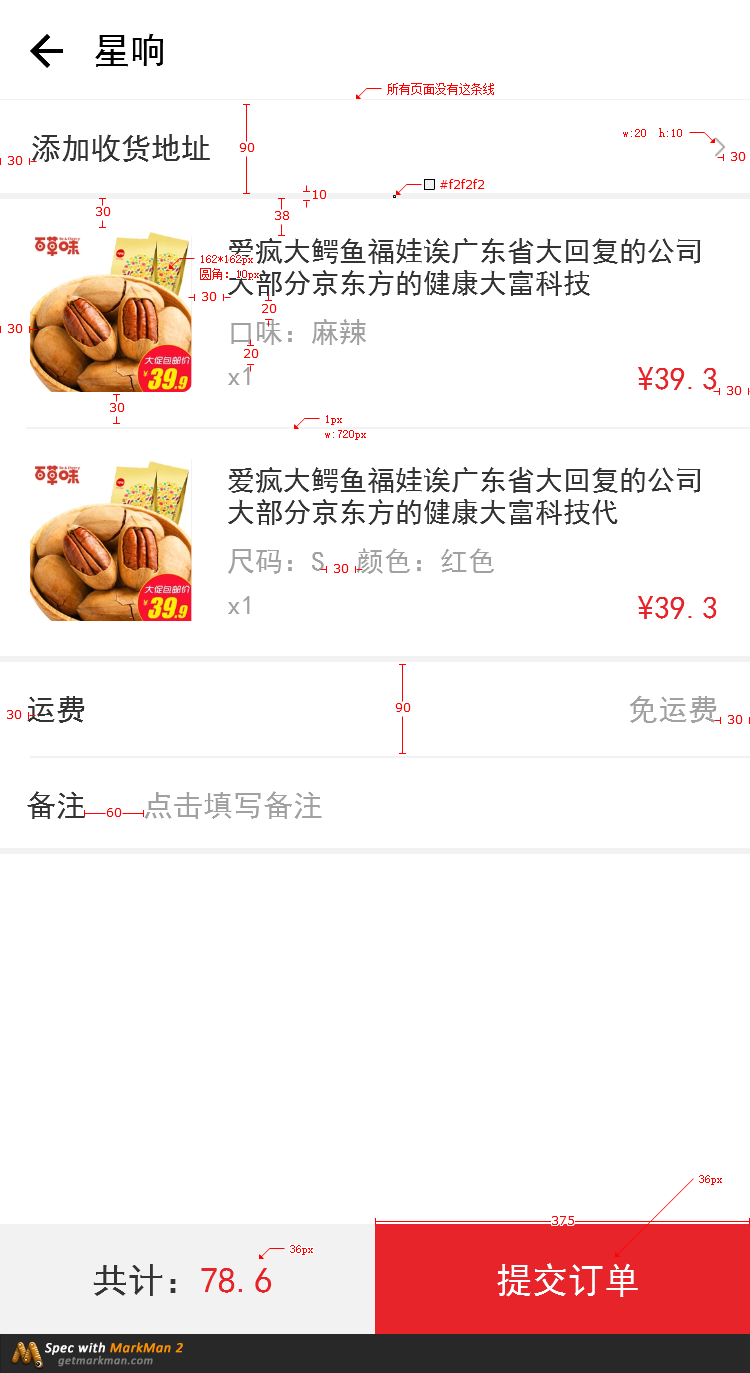 星响
所有页面没有这条线
添加收货地址
90
w:20 h:10
30
30
#f2f2f2
10
30
38
百草味
162*162px
圆角：10px
爱疯大鳄鱼福娃诶广东省大回复的公司
大部分京东方的健康大富科技
30
20
口味：麻辣
30
20
大促包邮价
¥39.9
x1
¥39.3
30
30
1px
w:720px
百草味
爱疯大鳄鱼福娃诶广东省大回复的公司
大部分京东方的健康大富科技代
尺码：S 30 颜色：红色
大促包邮价
¥39.9
x1
¥39.3
30
运费
90
免运费
30
备注
60
点击填写备注
36px
375
36px
共计：78.6
提交订单
Spec with MarkMan 2
getmarkman.com